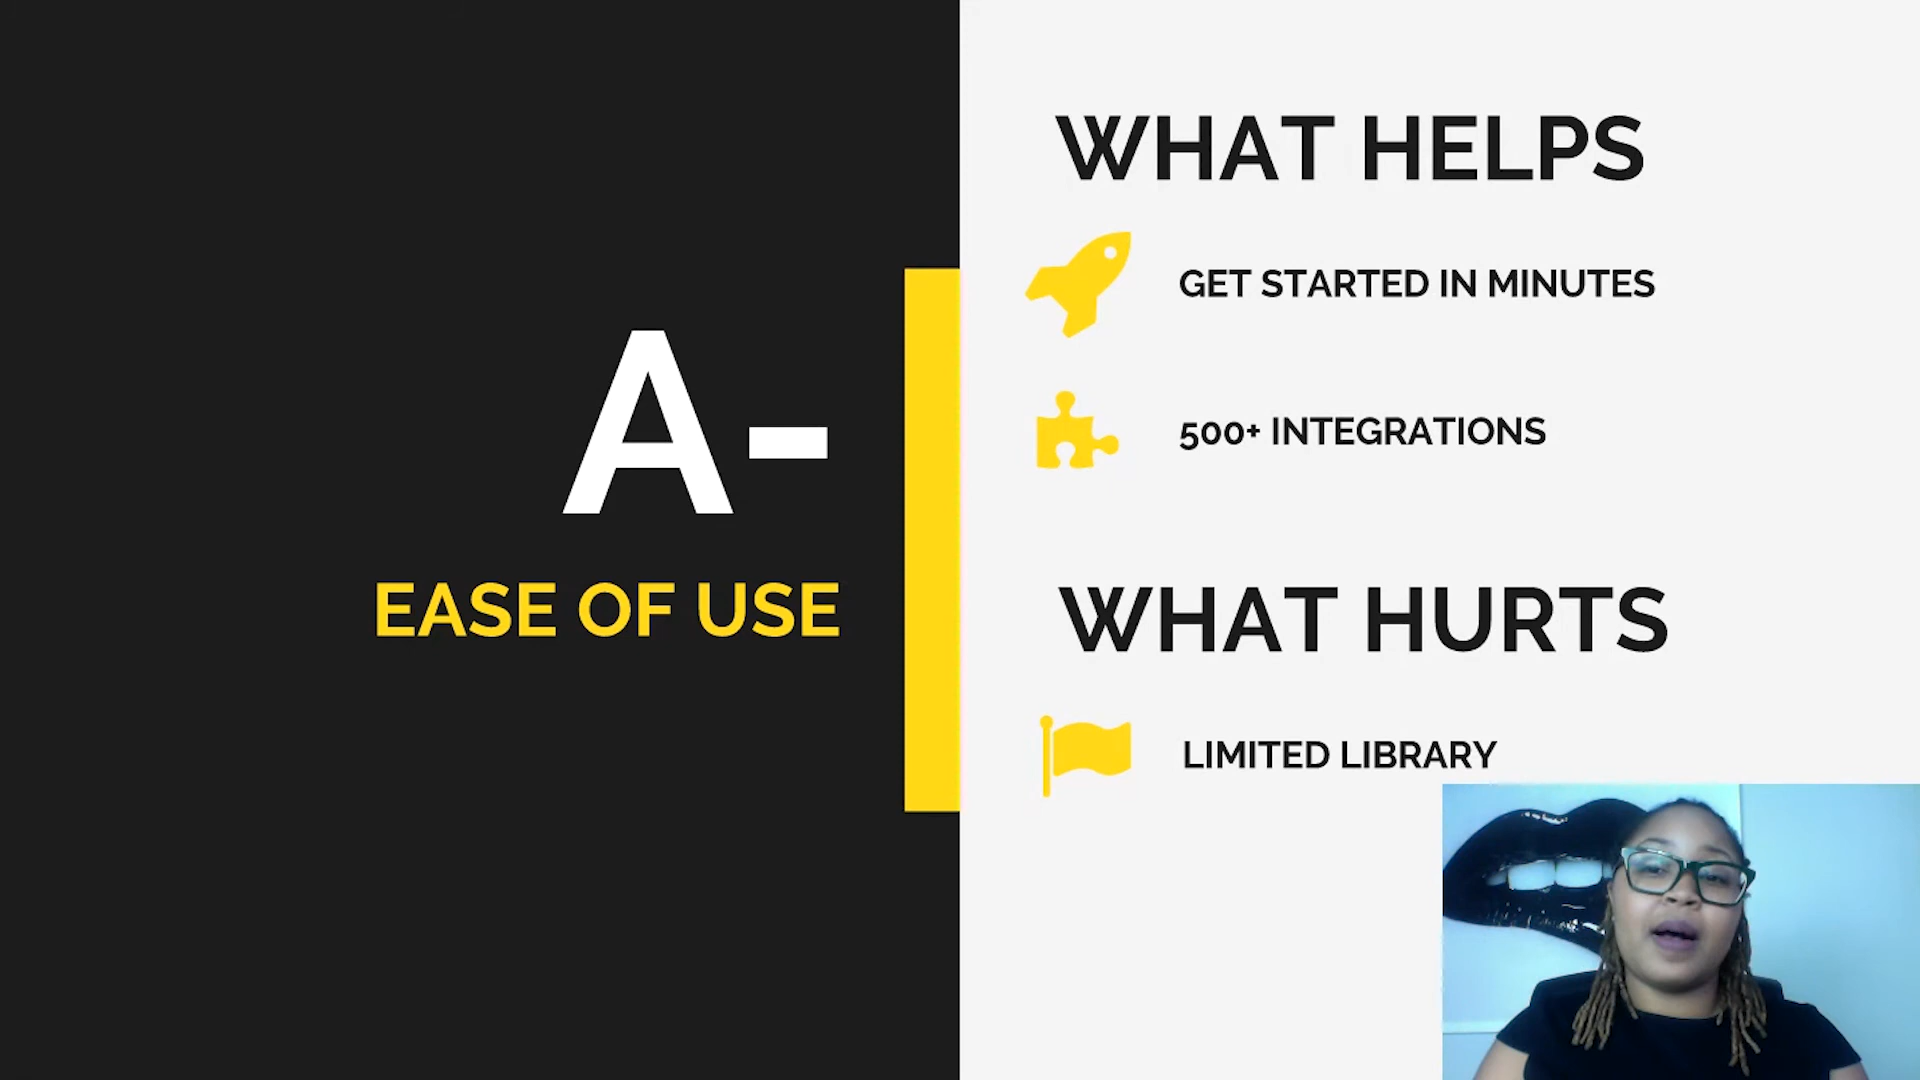 A-
EASE OF USE
WHAT HELPS
GET STARTED IN MINUTES
500+ INTEGRATIONS
WHAT HURTS
LIMITED LIBRARY